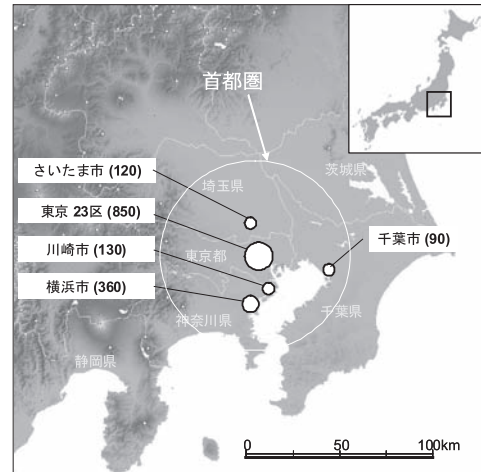 首都圏
茨城県
さいたま市 (120)
埼玉県
東京 23区 (850)
東京都
千葉市 (90)
川崎市 (130)
横浜市 (360)
神奈川県
千葉県
静岡県
0 50 100km